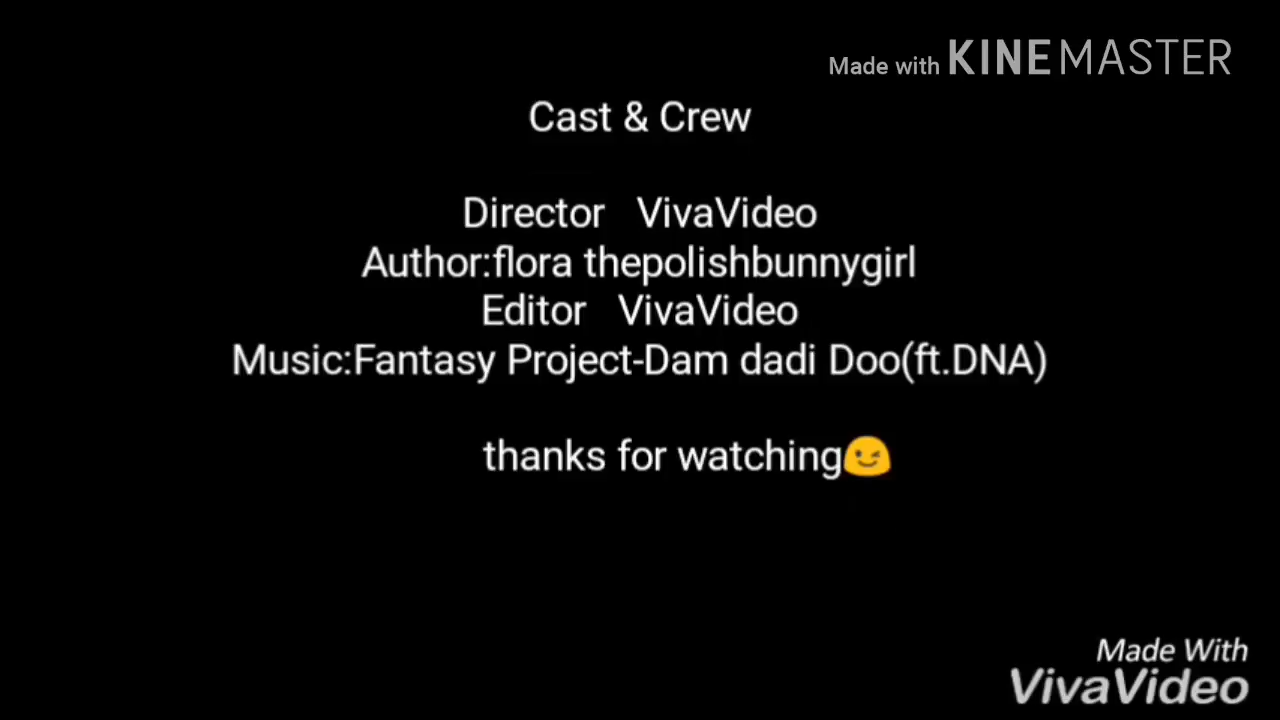 Made with KINEMASTER
Cast & Crew
Director VivaVideo
Author:flora thepolishbunnygirl
Editor VivaVideo
Music:Fantasy Project-Dam dadi Doo(ft.DNA)
thanks for watching😉
Made With
VivaVideo